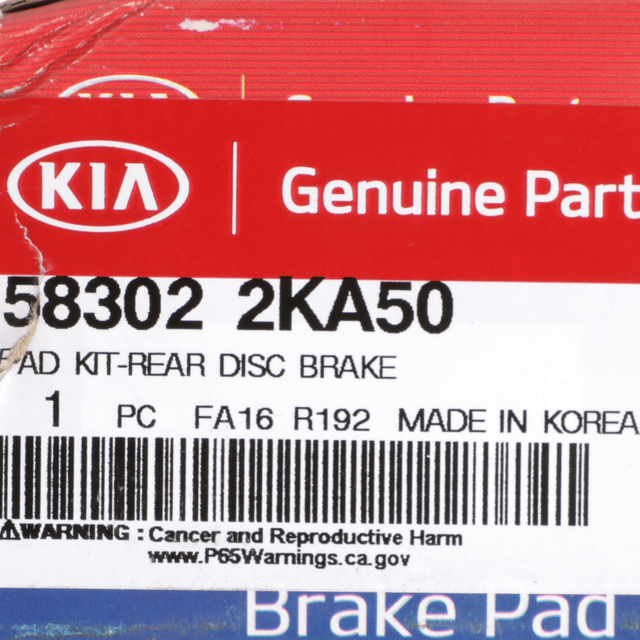 KIA
KIA Genuine Part
58302 2KA50
PAD KIT-REAR DISC BRAKE
1 PC FA16 R192 MADE IN KOREA
⚠WARNING : Cancer and Reproductive Harm
www.P65Warnings.ca.gov
Brake Pad